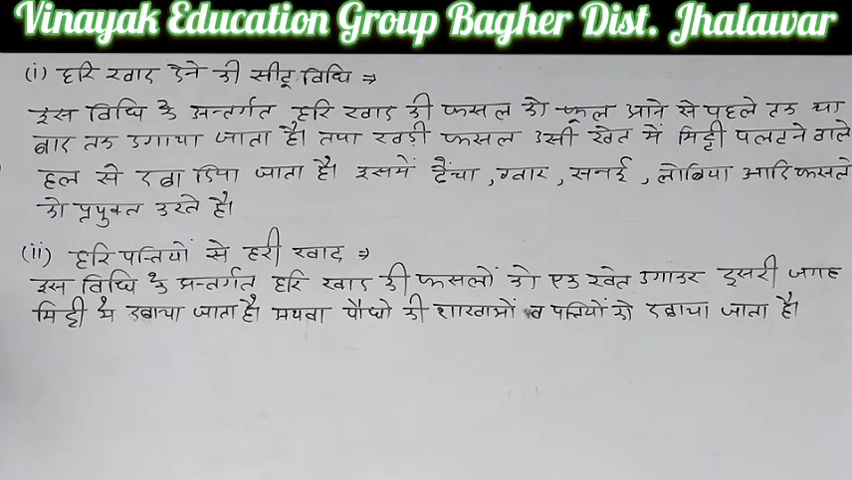 Vinayak Education Group Bagher Dist. Jhalawar
(i) हरि खाद देने की सीटू विधि ⇒
इस विधि के अन्तर्गत हरि खाद की फसल को फूल आने से पहले तक या
बाद तक उगाया जाता है। तथा खडी फसल उसी खेत में मिट्टी पलटने वाले
हल से दबा दिया जाता है। इसमें ढैंचा, ग्वार, सनई, लोबिया आदि फसले
को प्रयुक्त करते है।
(ii) हरि पत्तियों से हरी खाद ⇒
इस विधि के अन्तर्गत हरि खाद की फसलों को एक खेत उगाकर दूसरी जगह
मिट्टी मे दबाया जाता है। अथवा पौधो की शाखाओं व पत्तियों को दबाया जाता है।